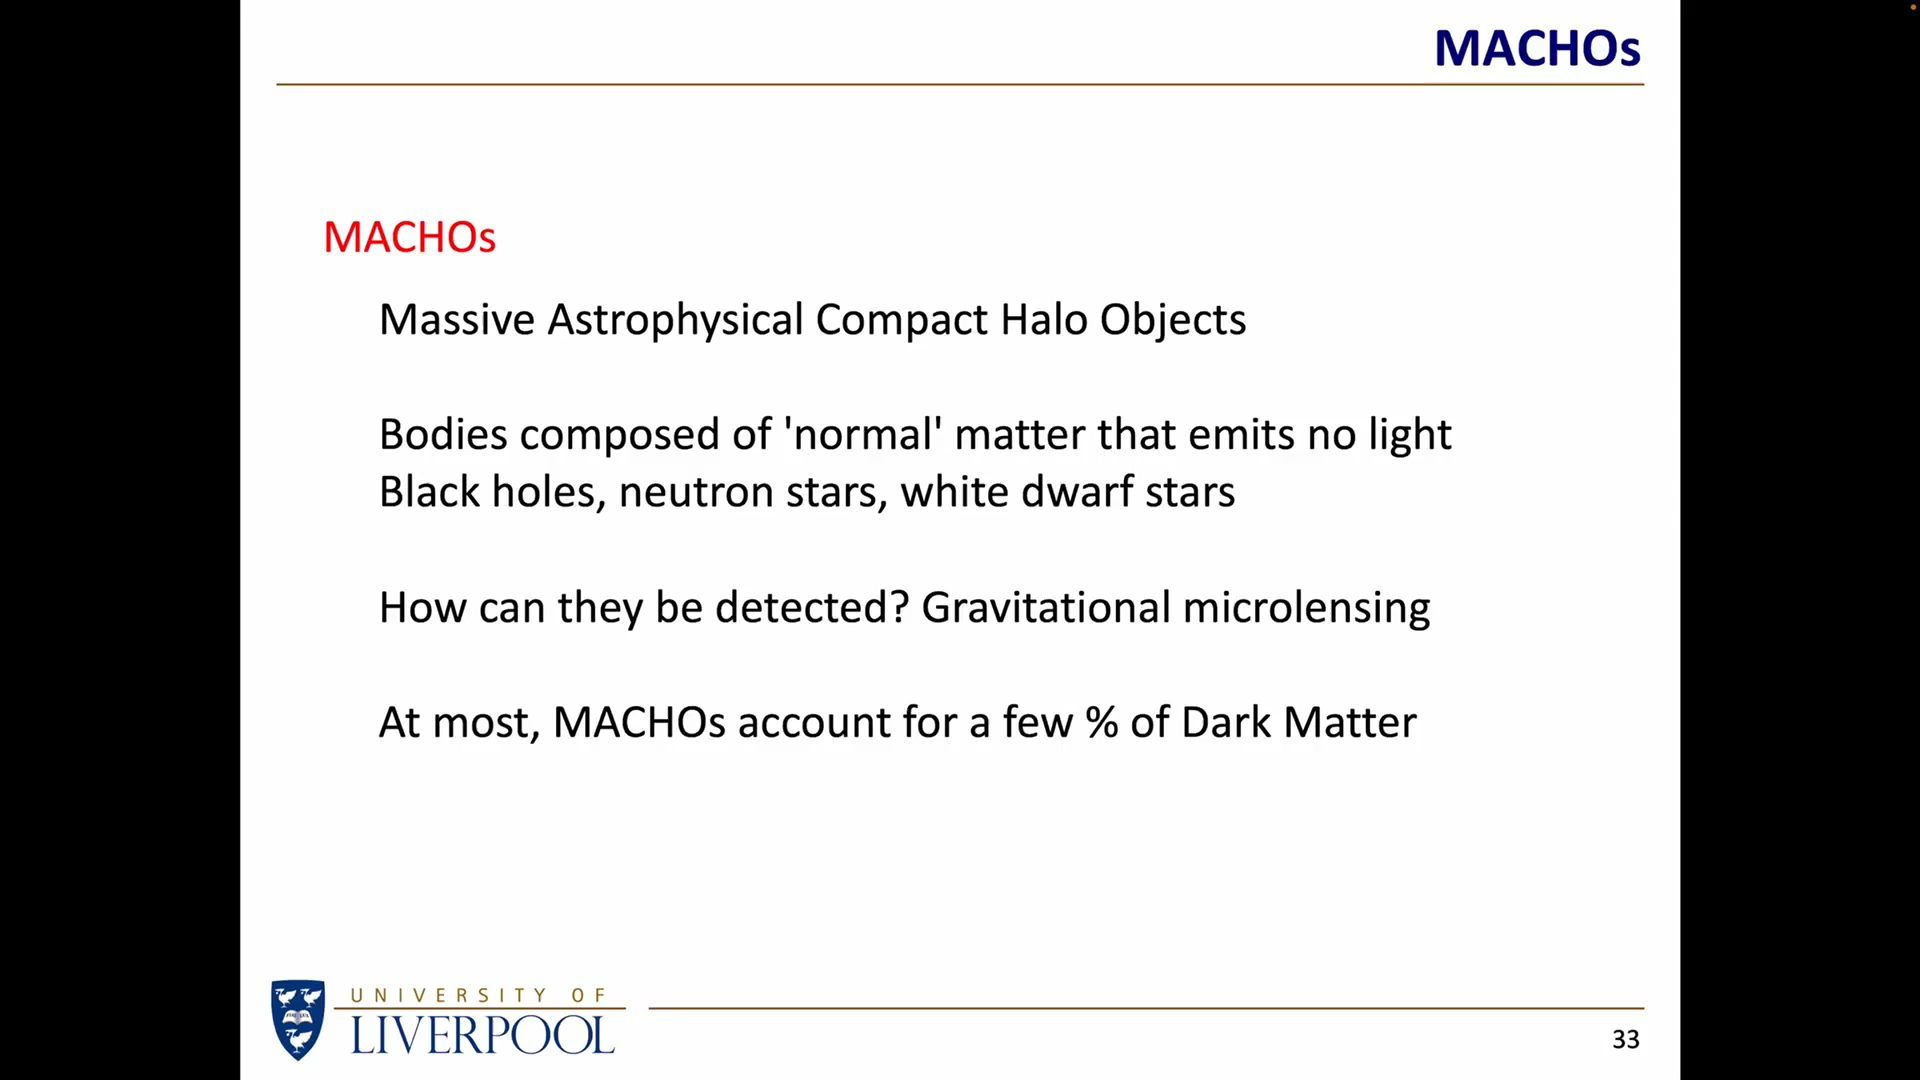 MACHOs
MACHOs
Massive Astrophysical Compact Halo Objects
Bodies composed of 'normal' matter that emits no light
Black holes, neutron stars, white dwarf stars
How can they be detected? Gravitational microlensing
At most, MACHOs account for a few % of Dark Matter
UNIVERSITY OF
LIVERPOOL
33